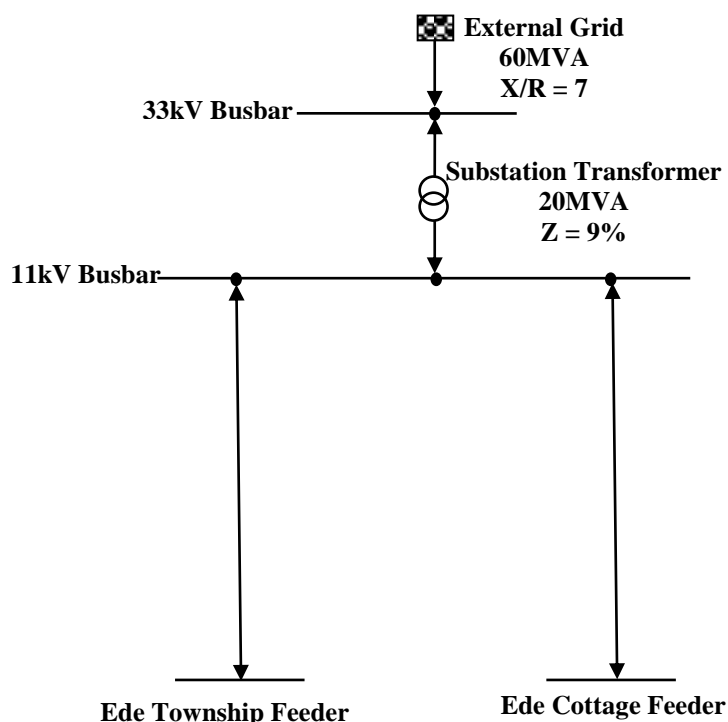 External Grid
60MVA
X/R = 7
33kV Busbar
Substation Transformer
20MVA
Z = 9%
11kV Busbar
Ede Township Feeder
Ede Cottage Feeder